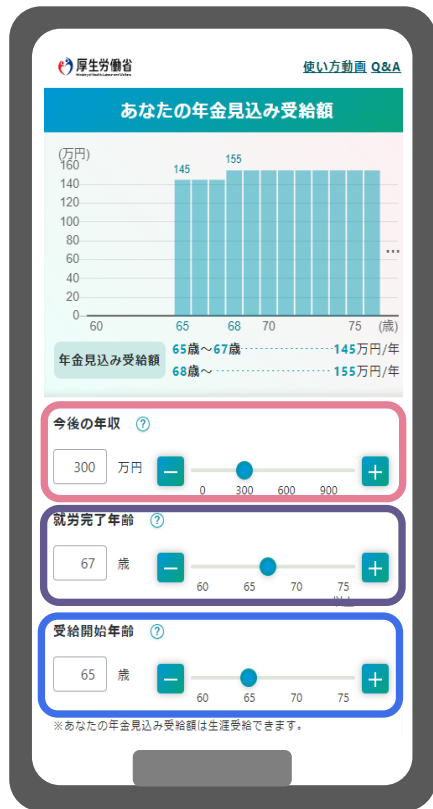 厚生労働省
Ministry of Health, Labour and Welfare
使い方動画 Q&A
あなたの年金見込み受給額
(万円)
160
145
155
140
120
100
80
60
40
20
0
…
60 65 68 70 75 (歳)
年金見込み受給額
65歳～67歳 145万円/年
68歳～ 155万円/年
今後の年収 ?
300 万円 − +
0 300 600 900
就労完了年齢 ?
67 歳 − +
60 65 70 75
受給開始年齢 ?
65 歳 − +
60 65 70 75
※あなたの年金見込み受給額は生涯受給できます。